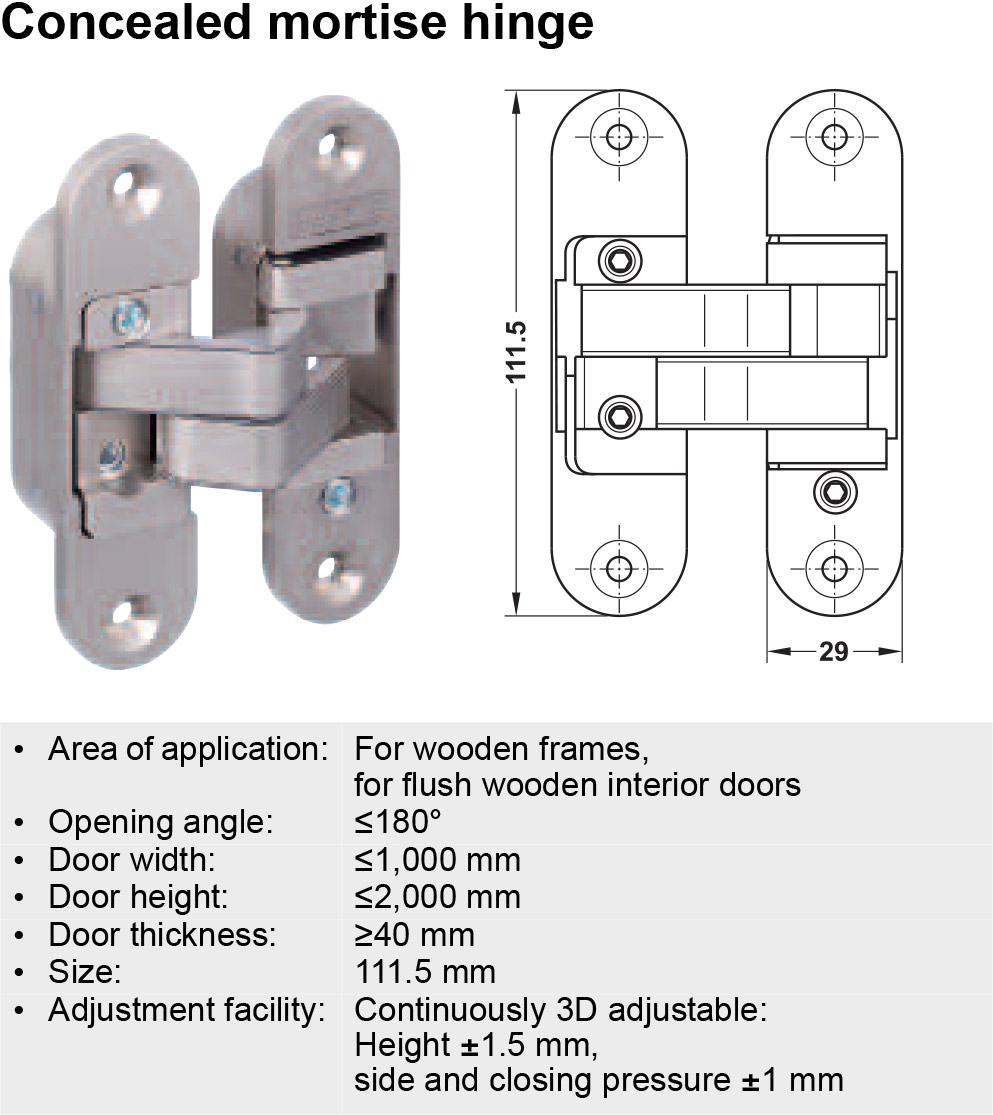 Concealed mortise hinge
111.5
29
• Area of application: For wooden frames,
for flush wooden interior doors
• Opening angle: ≤180°
• Door width: ≤1,000 mm
• Door height: ≤2,000 mm
• Door thickness: ≥40 mm
• Size: 111.5 mm
• Adjustment facility: Continuously 3D adjustable:
Height ±1.5 mm,
side and closing pressure ±1 mm